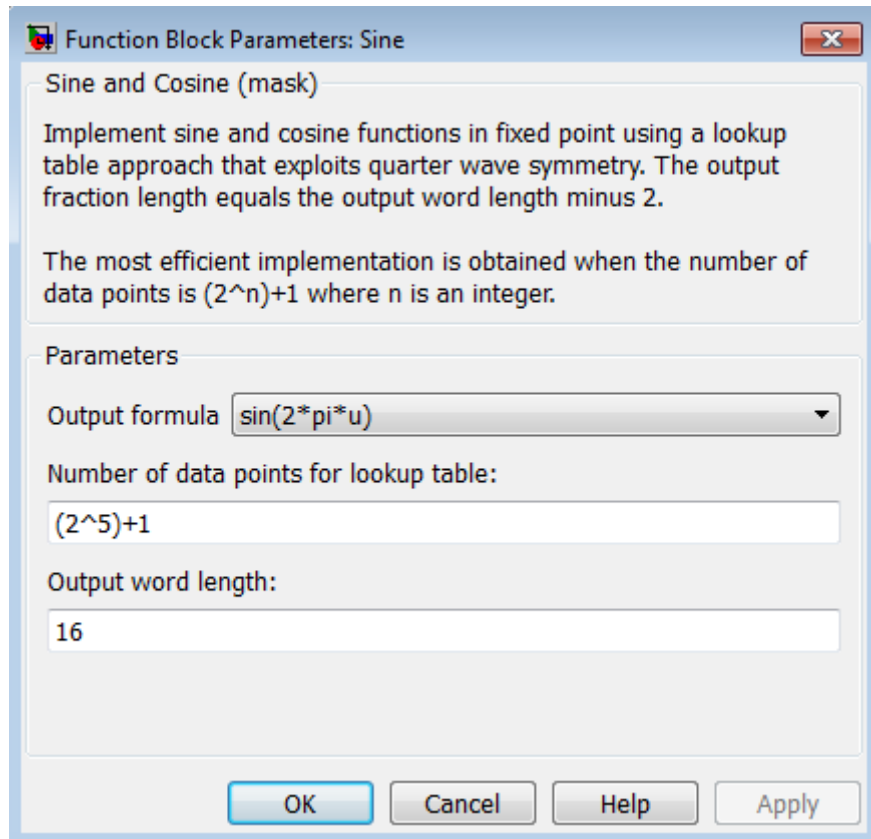 Function Block Parameters: Sine
Sine and Cosine (mask)
Implement sine and cosine functions in fixed point using a lookup
table approach that exploits quarter wave symmetry. The output
fraction length equals the output word length minus 2.
The most efficient implementation is obtained when the number of
data points is (2^n)+1 where n is an integer.
Parameters
Output formula sin(2*pi*u)
Number of data points for lookup table:
(2^5)+1
Output word length:
16
OK Cancel Help Apply